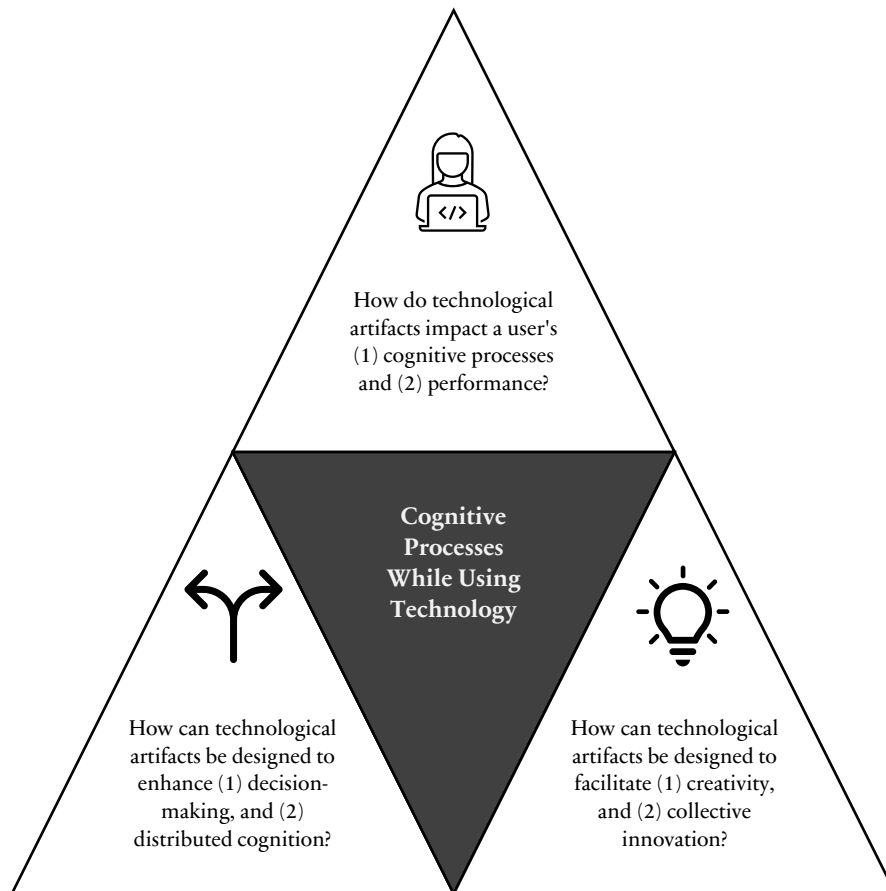 </>
How do technological
artifacts impact a user's
(1) cognitive processes
and (2) performance?
Cognitive
Processes
While Using
Technology
How can technological
artifacts be designed to
enhance (1) decision-
making, and (2)
distributed cognition?
How can technological
artifacts be designed to
facilitate (1) creativity,
and (2) collective
innovation?